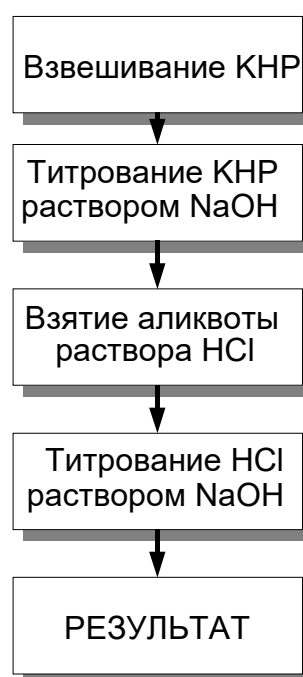 Взвешивание KHP
Титрование KHP
раствором NaOH
Взятие аликвоты
раствора HCl
Титрование HCl
раствором NaOH
РЕЗУЛЬТАТ